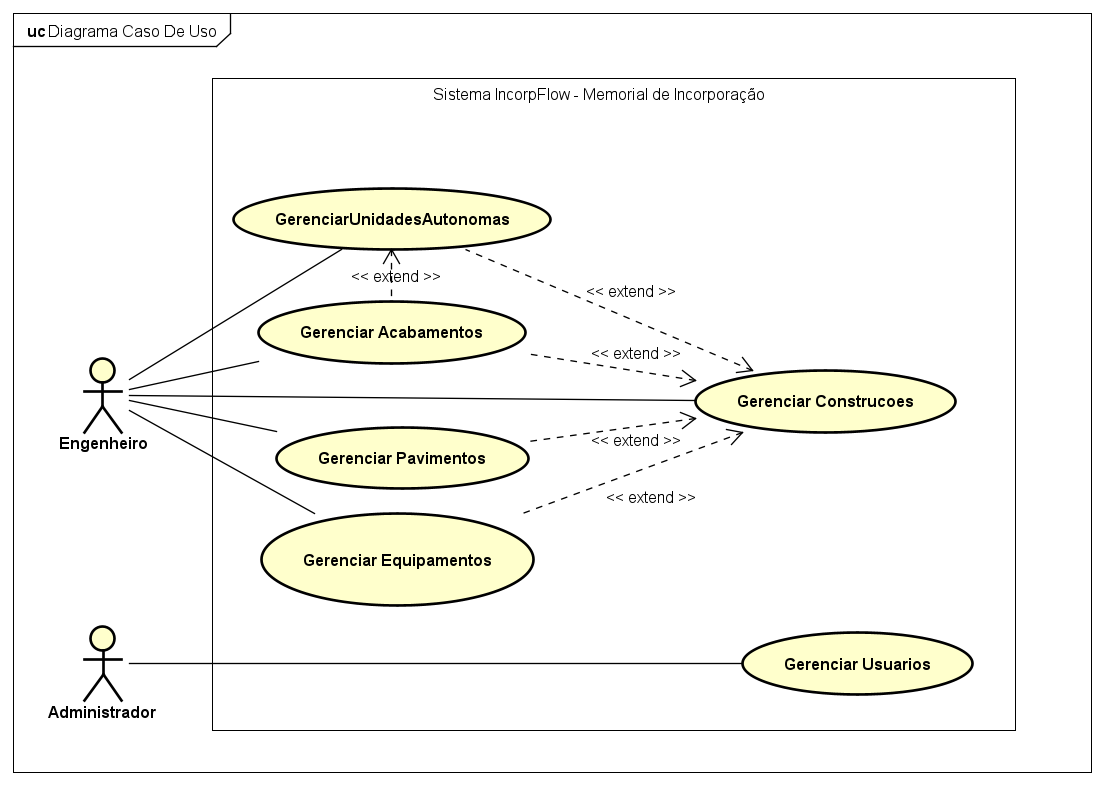 uc Diagrama Caso De Uso
Sistema IncorpFlow - Memorial de Incorporação
GerenciarUnidadesAutonomas
<< extend >>
<< extend >>
Gerenciar Acabamentos
<< extend >>
Gerenciar Construcoes
Engenheiro
<< extend >>
Gerenciar Pavimentos
<< extend >>
Gerenciar Equipamentos
Gerenciar Usuarios
Administrador